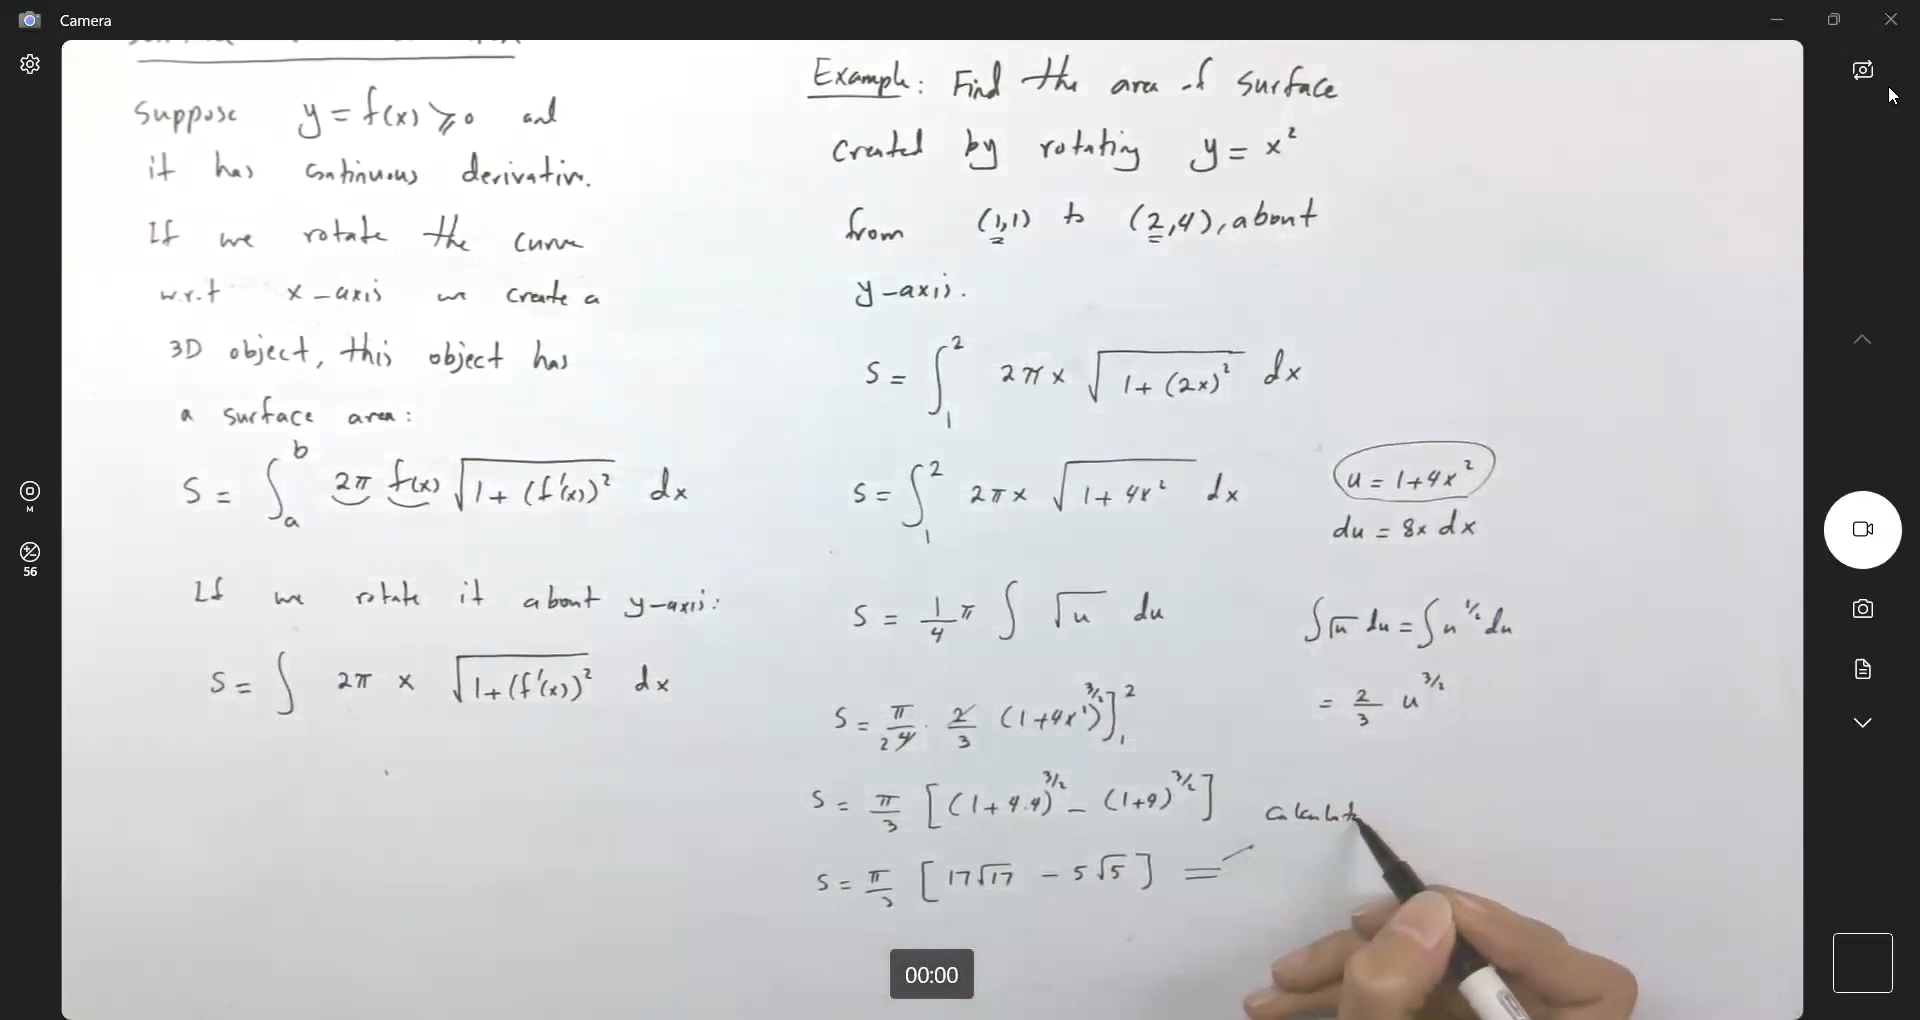 Camera
Suppose y = f(x) ⩾ 0 and
it has continuous derivative.
If we rotate the curve
w.r.t x-axis we create a
3D object, this object has
a surface area:
S = ∫_a^b 2π f(x) √(1+(f'(x))²) dx
If we rotate it about y-axis:
S = ∫ 2π x √(1+(f'(x))²) dx
Example: Find the area of surface
created by rotating y = x²
from (1,1) to (2,4), about
y-axis.
S = ∫_1^2 2πx √(1+(2x)²) dx
S = ∫_1^2 2πx √(1+4x²) dx
u = 1+4x²
du = 8x dx
S = 1/4 π ∫ √u du
∫√u du = ∫u^{1/2} du
= 2/3 u^{3/2}
S = π/4 2 · 2/3 (1+4x²)^{3/2}]_1^2
S = π/3 [(1+4.4)^{3/2} − (1+4)^{3/2}]
calculato
S = π/3 [17√17 − 5√5] =
M
56
00:00